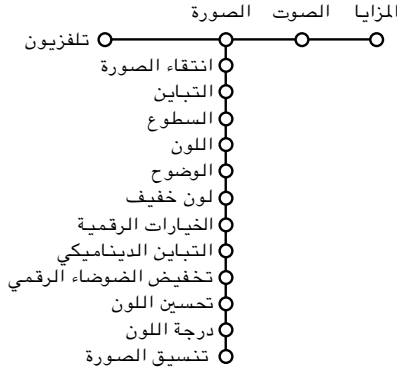 المزايا الصوت الصورة
تلفزيون
انتقاء الصورة
التباين
السطوع
اللون
الوضوح
لون خفيف
الخيارات الرقمية
التباين الديناميكي
تخفيض الضوضاء الرقمي
تحسين اللون
درجة اللون
تنسيق الصورة